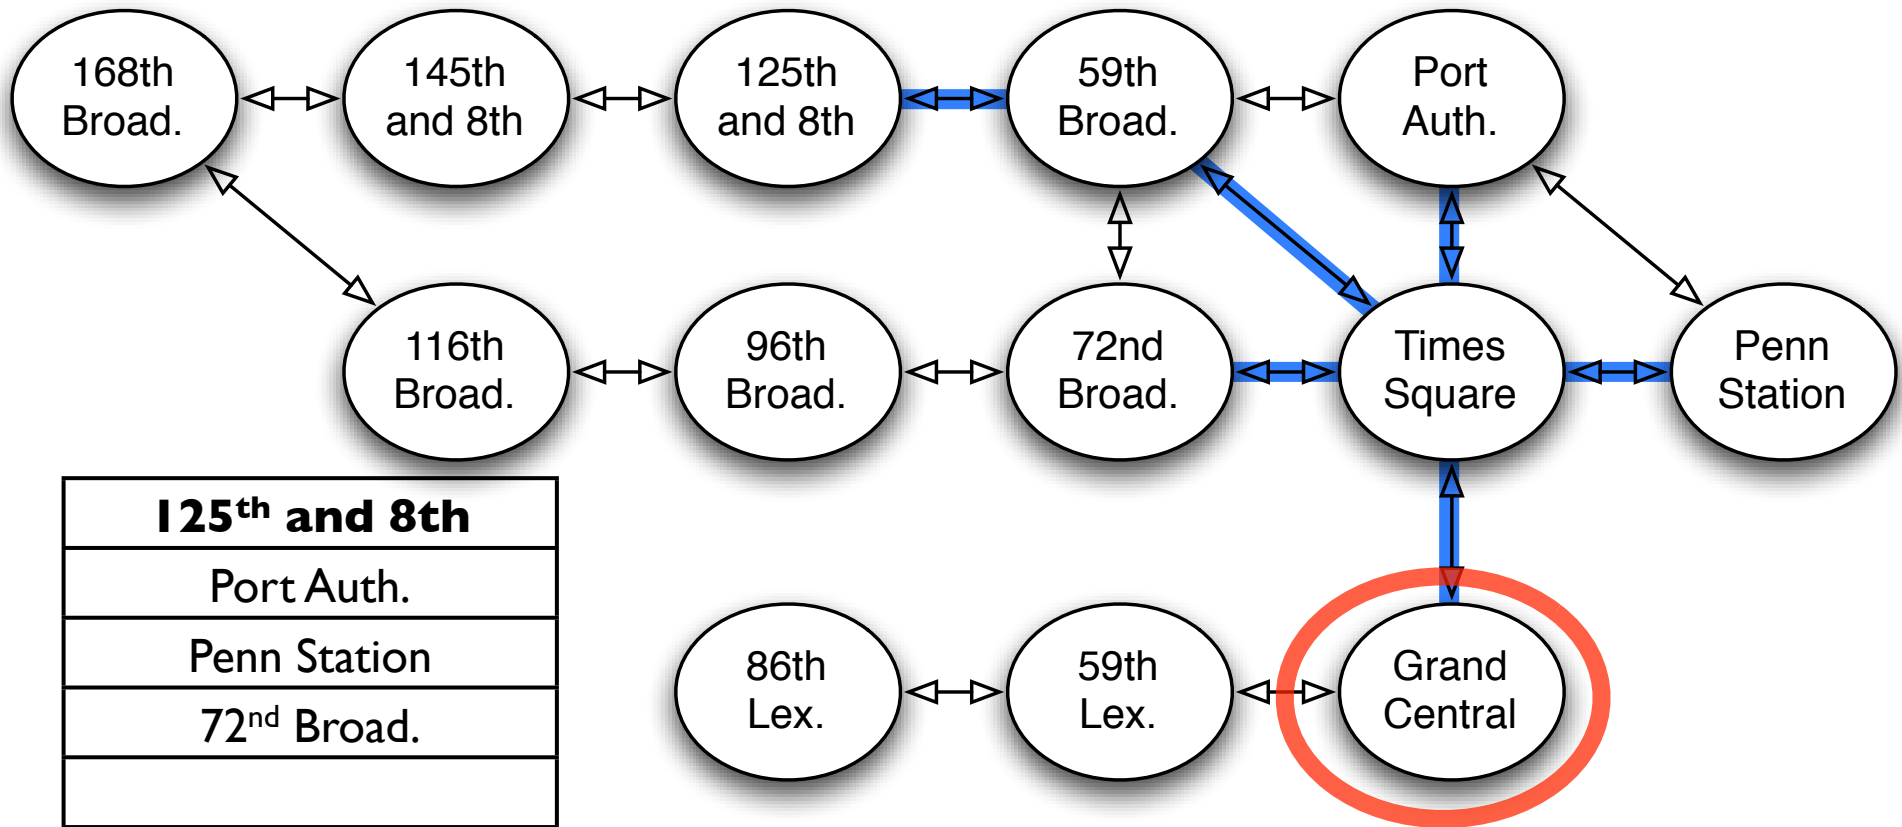 168th
Broad.
145th
and 8th
125th
and 8th
59th
Broad.
Port
Auth.
116th
Broad.
96th
Broad.
72nd
Broad.
Times
Square
Penn
Station
125th and 8th
Port Auth.
Penn Station
72nd Broad.
86th
Lex.
59th
Lex.
Grand
Central